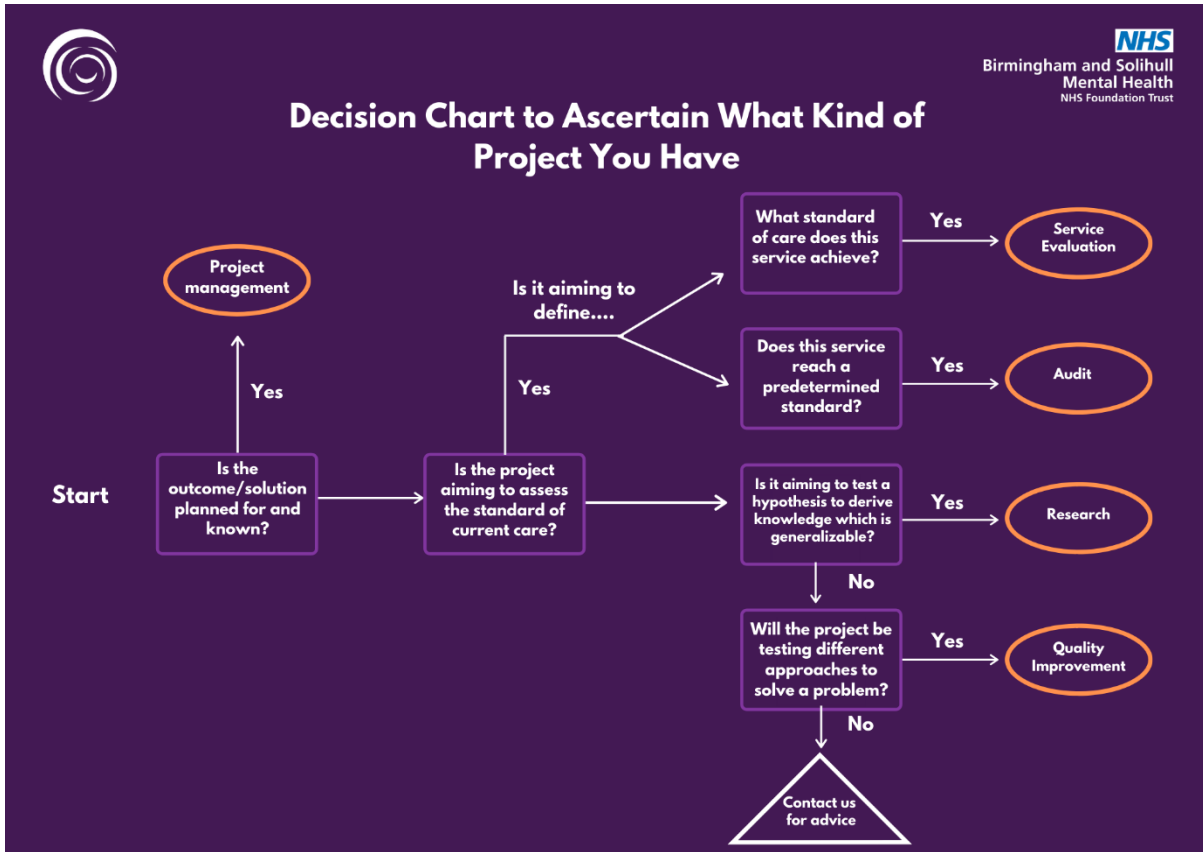 NHS
Birmingham and Solihull
Mental Health
NHS Foundation Trust
Decision Chart to Ascertain What Kind of
Project You Have
Start
Is the
outcome/solution
planned for and
known?
Yes
Project
management
Is the project
aiming to assess
the standard of
current care?
Yes
Is it aiming to
define....
What standard
of care does this
service achieve?
Yes
Service
Evaluation
Does this service
reach a
predetermined
standard?
Yes
Audit
Is it aiming to test a
hypothesis to derive
knowledge which is
generalizable?
Yes
Research
No
Will the project be
testing different
approaches to
solve a problem?
Yes
Quality
Improvement
No
Contact us
for advice